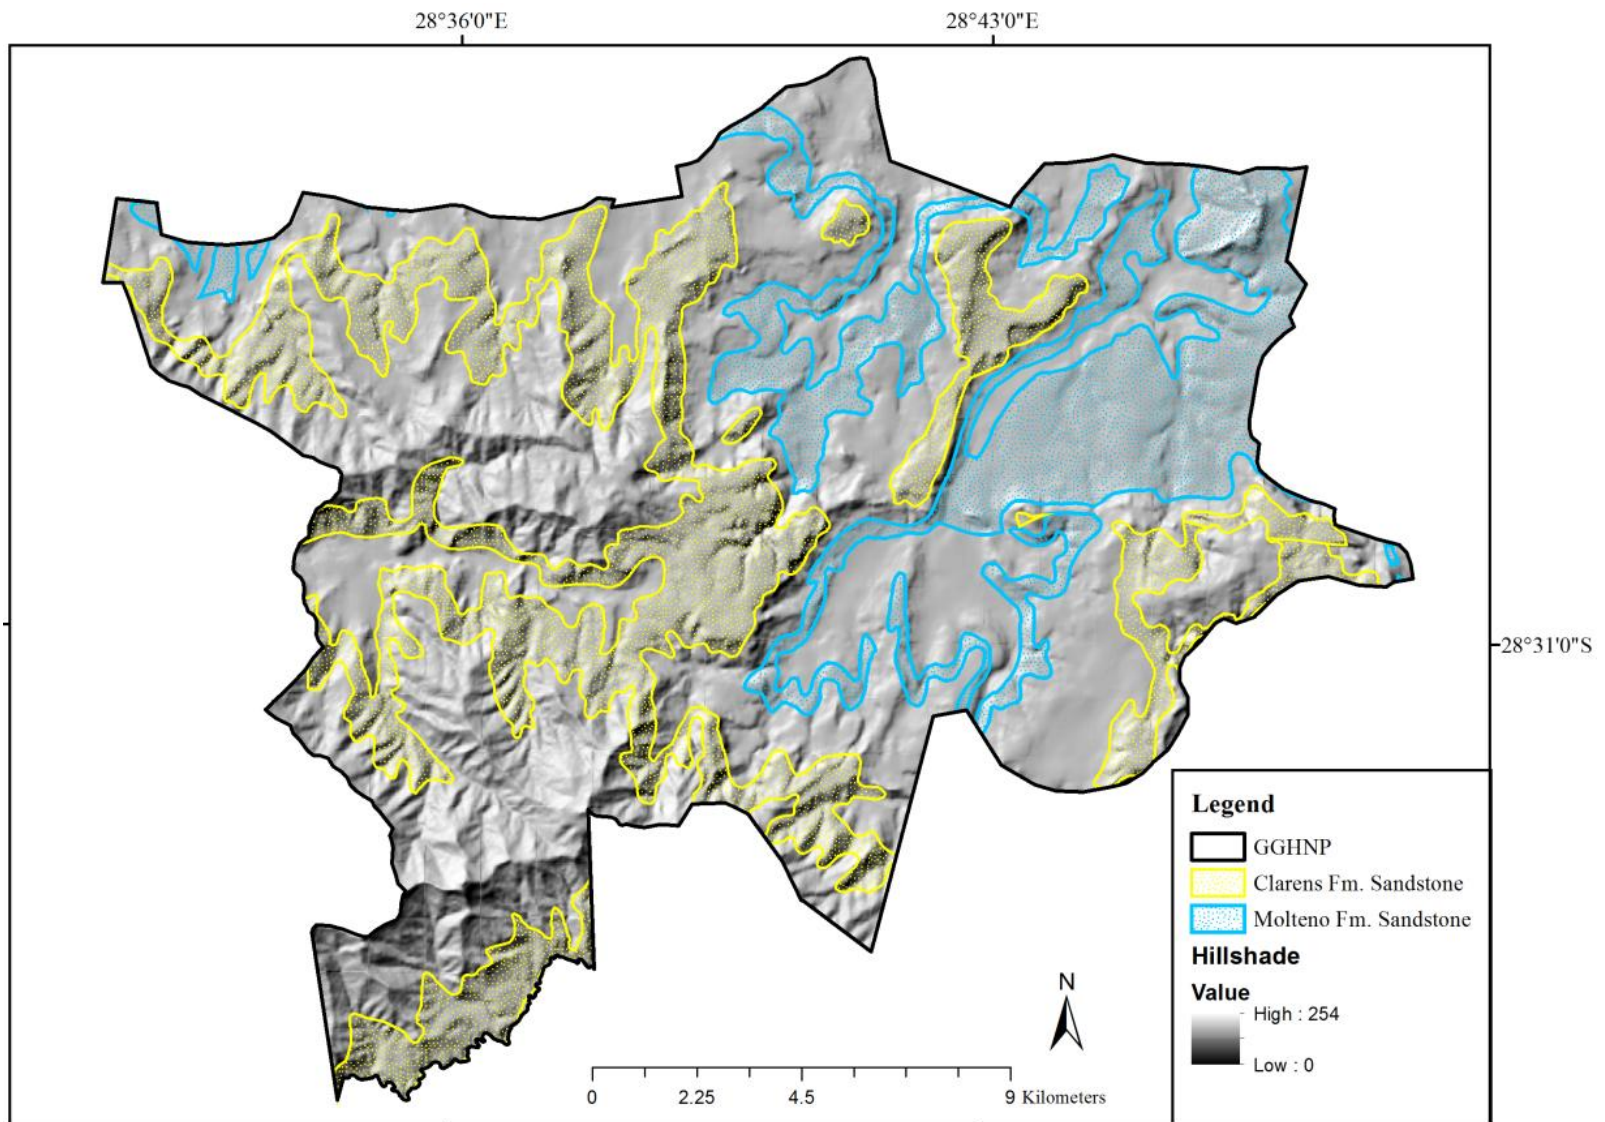 28°36'0"E
28°43'0"E
28°31'0"S
Legend
GGHNP
Clarens Fm. Sandstone
Molteno Fm. Sandstone
Hillshade
Value
High : 254
Low : 0
N
0 2.25 4.5 9 Kilometers